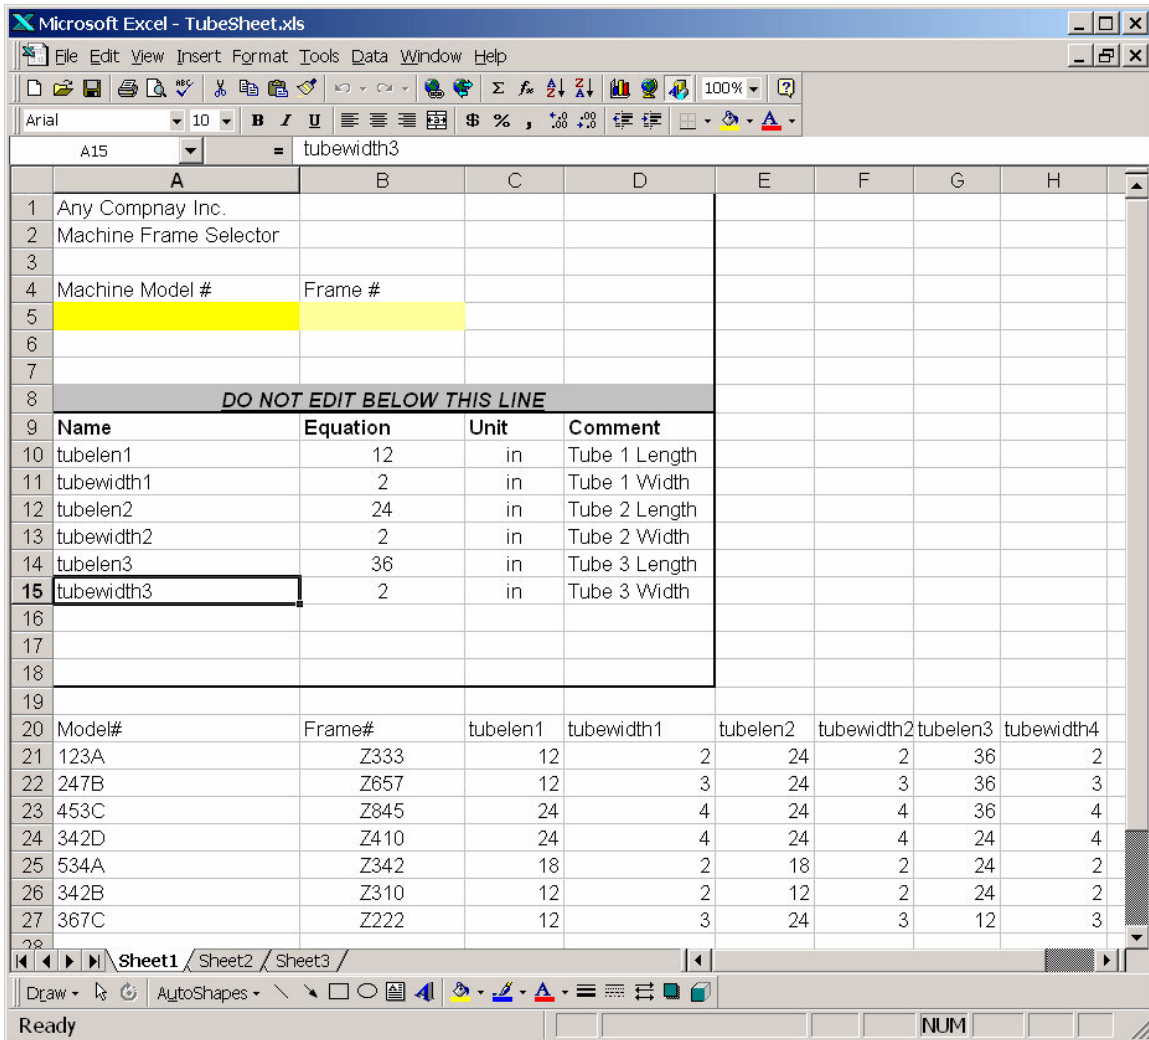 Microsoft Excel - TubeSheet.xls
File Edit View Insert Format Tools Data Window Help
100%
Arial 10 B I U $ % ,
A15 = tubewidth3
A B C D E F G H
1 Any Compnay Inc.
2 Machine Frame Selector
3
4 Machine Model # Frame #
5
6
7
8 DO NOT EDIT BELOW THIS LINE
9 Name Equation Unit Comment
10 tubelen1 12 in Tube 1 Length
11 tubewidth1 2 in Tube 1 Width
12 tubelen2 24 in Tube 2 Length
13 tubewidth2 2 in Tube 2 Width
14 tubelen3 36 in Tube 3 Length
15 tubewidth3 2 in Tube 3 Width
16
17
18
19
20 Model# Frame# tubelen1 tubewidth1 tubelen2 tubewidth2 tubelen3 tubewidth4
21 123A Z333 12 2 24 2 36 2
22 247B Z657 12 3 24 3 36 3
23 453C Z845 24 4 24 4 36 4
24 342D Z410 24 4 24 4 24 4
25 534A Z342 18 2 18 2 24 2
26 342B Z310 12 2 12 2 24 2
27 367C Z222 12 3 24 3 12 3
28
Sheet1 Sheet2 Sheet3
Draw AutoShapes
Ready NUM